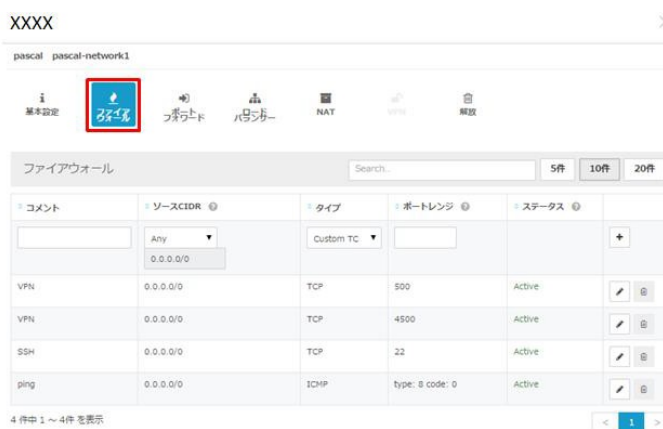 XXXX
pascal pascal-network1
基本設定 ファイアウォール ポートフォワード ロードバランサー NAT VPN 解放
ファイアウォール Search... 5件 10件 20件
コメント ソースCIDR タイプ ポートレンジ ステータス
Any Custom TC
0.0.0.0/0
VPN 0.0.0.0/0 TCP 500 Active
VPN 0.0.0.0/0 TCP 4500 Active
SSH 0.0.0.0/0 TCP 22 Active
ping 0.0.0.0/0 ICMP type: 8 code: 0 Active
4 件中 1 ～ 4件 を表示 < 1 >